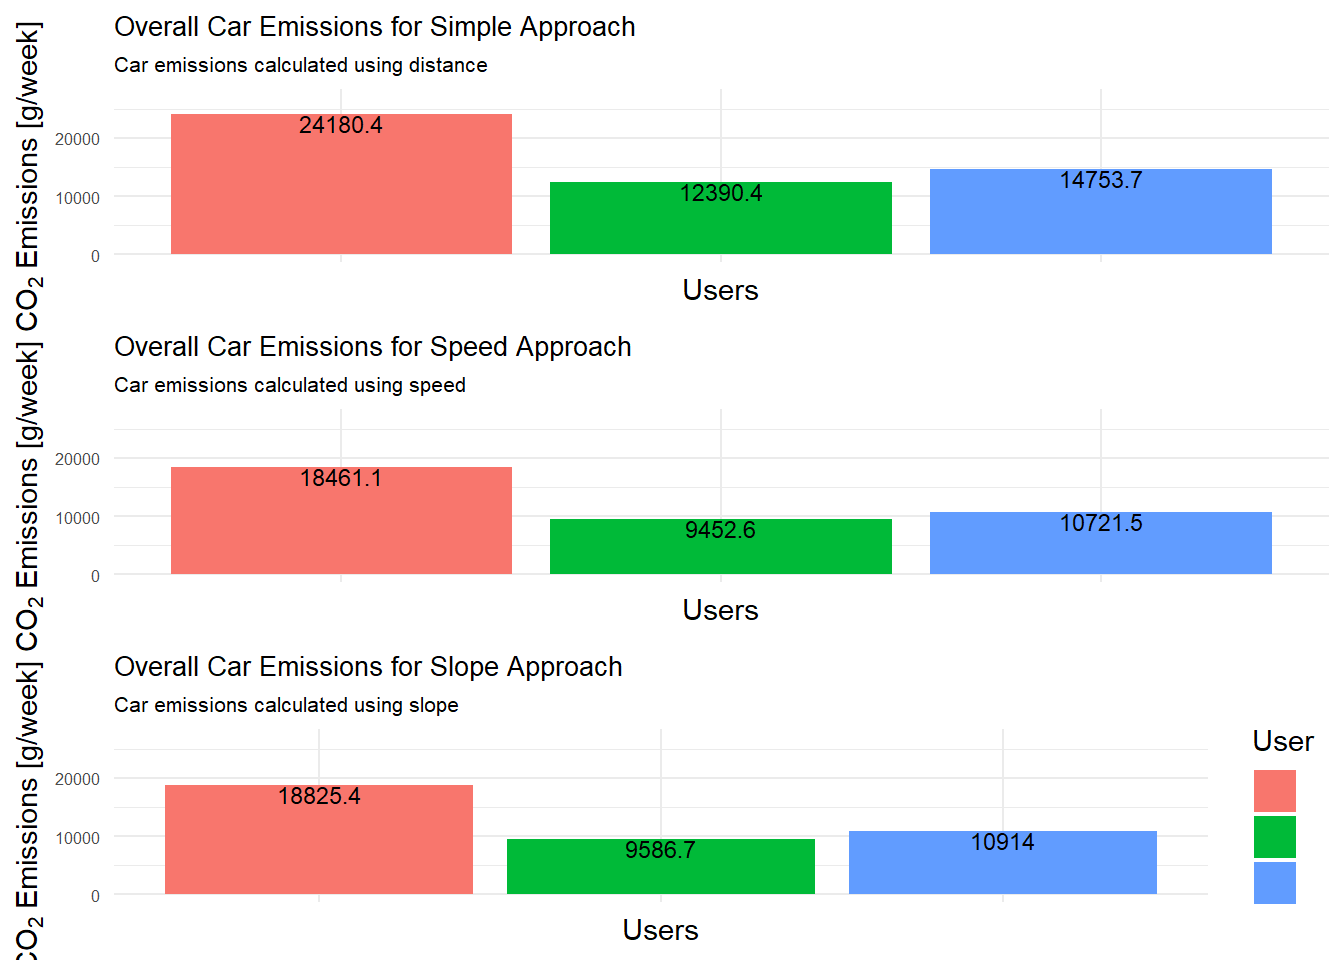 Overall Car Emissions for Simple Approach
Car emissions calculated using distance
CO2 Emissions [g/week]
20000
10000
0
24180.4
12390.4
14753.7
Users
Overall Car Emissions for Speed Approach
Car emissions calculated using speed
CO2 Emissions [g/week]
20000
10000
0
18461.1
9452.6
10721.5
Users
Overall Car Emissions for Slope Approach
Car emissions calculated using slope
CO2 Emissions [g/week]
20000
10000
0
18825.4
9586.7
10914
Users
User